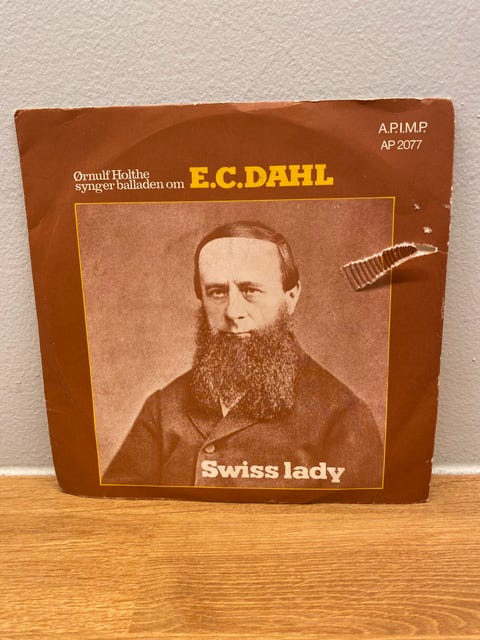 A.P.I.M.P.
AP 2077
Ørnulf Holthe
synger balladen om E.C.DAHL
Swiss lady